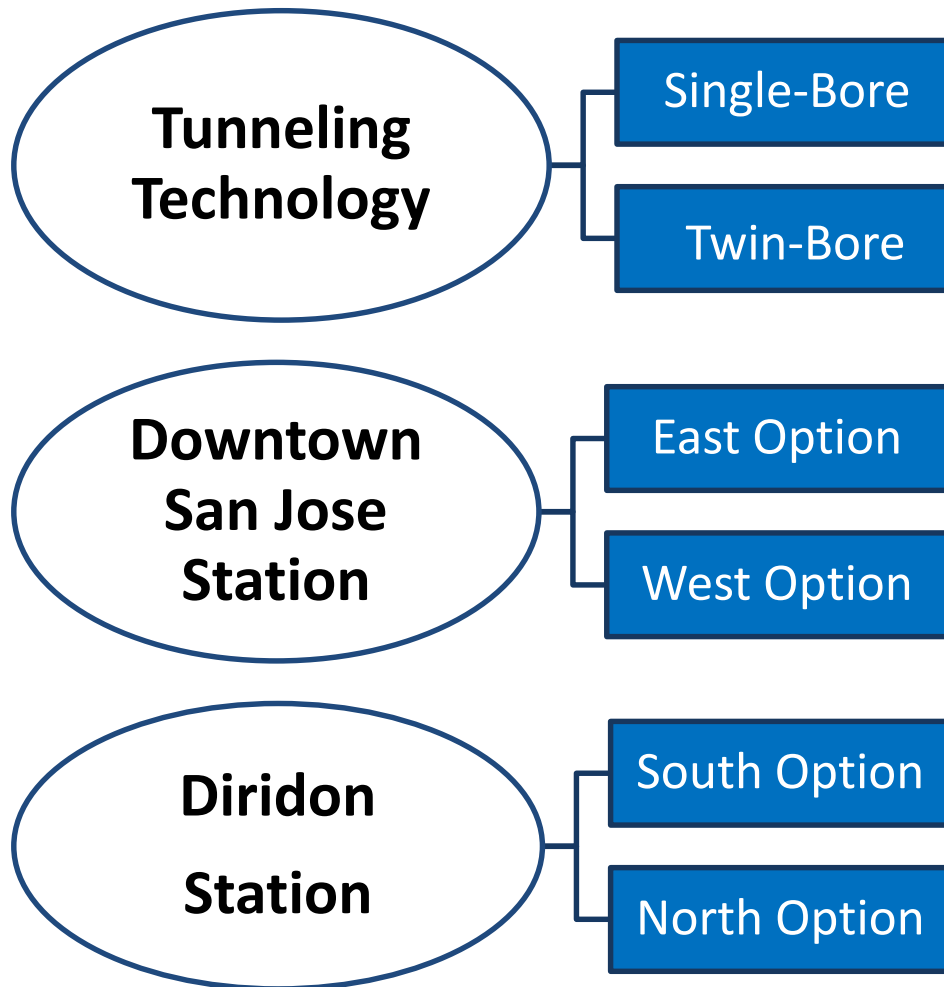 Tunneling
Technology
Single-Bore
Twin-Bore
Downtown
San Jose
Station
East Option
West Option
Diridon
Station
South Option
North Option